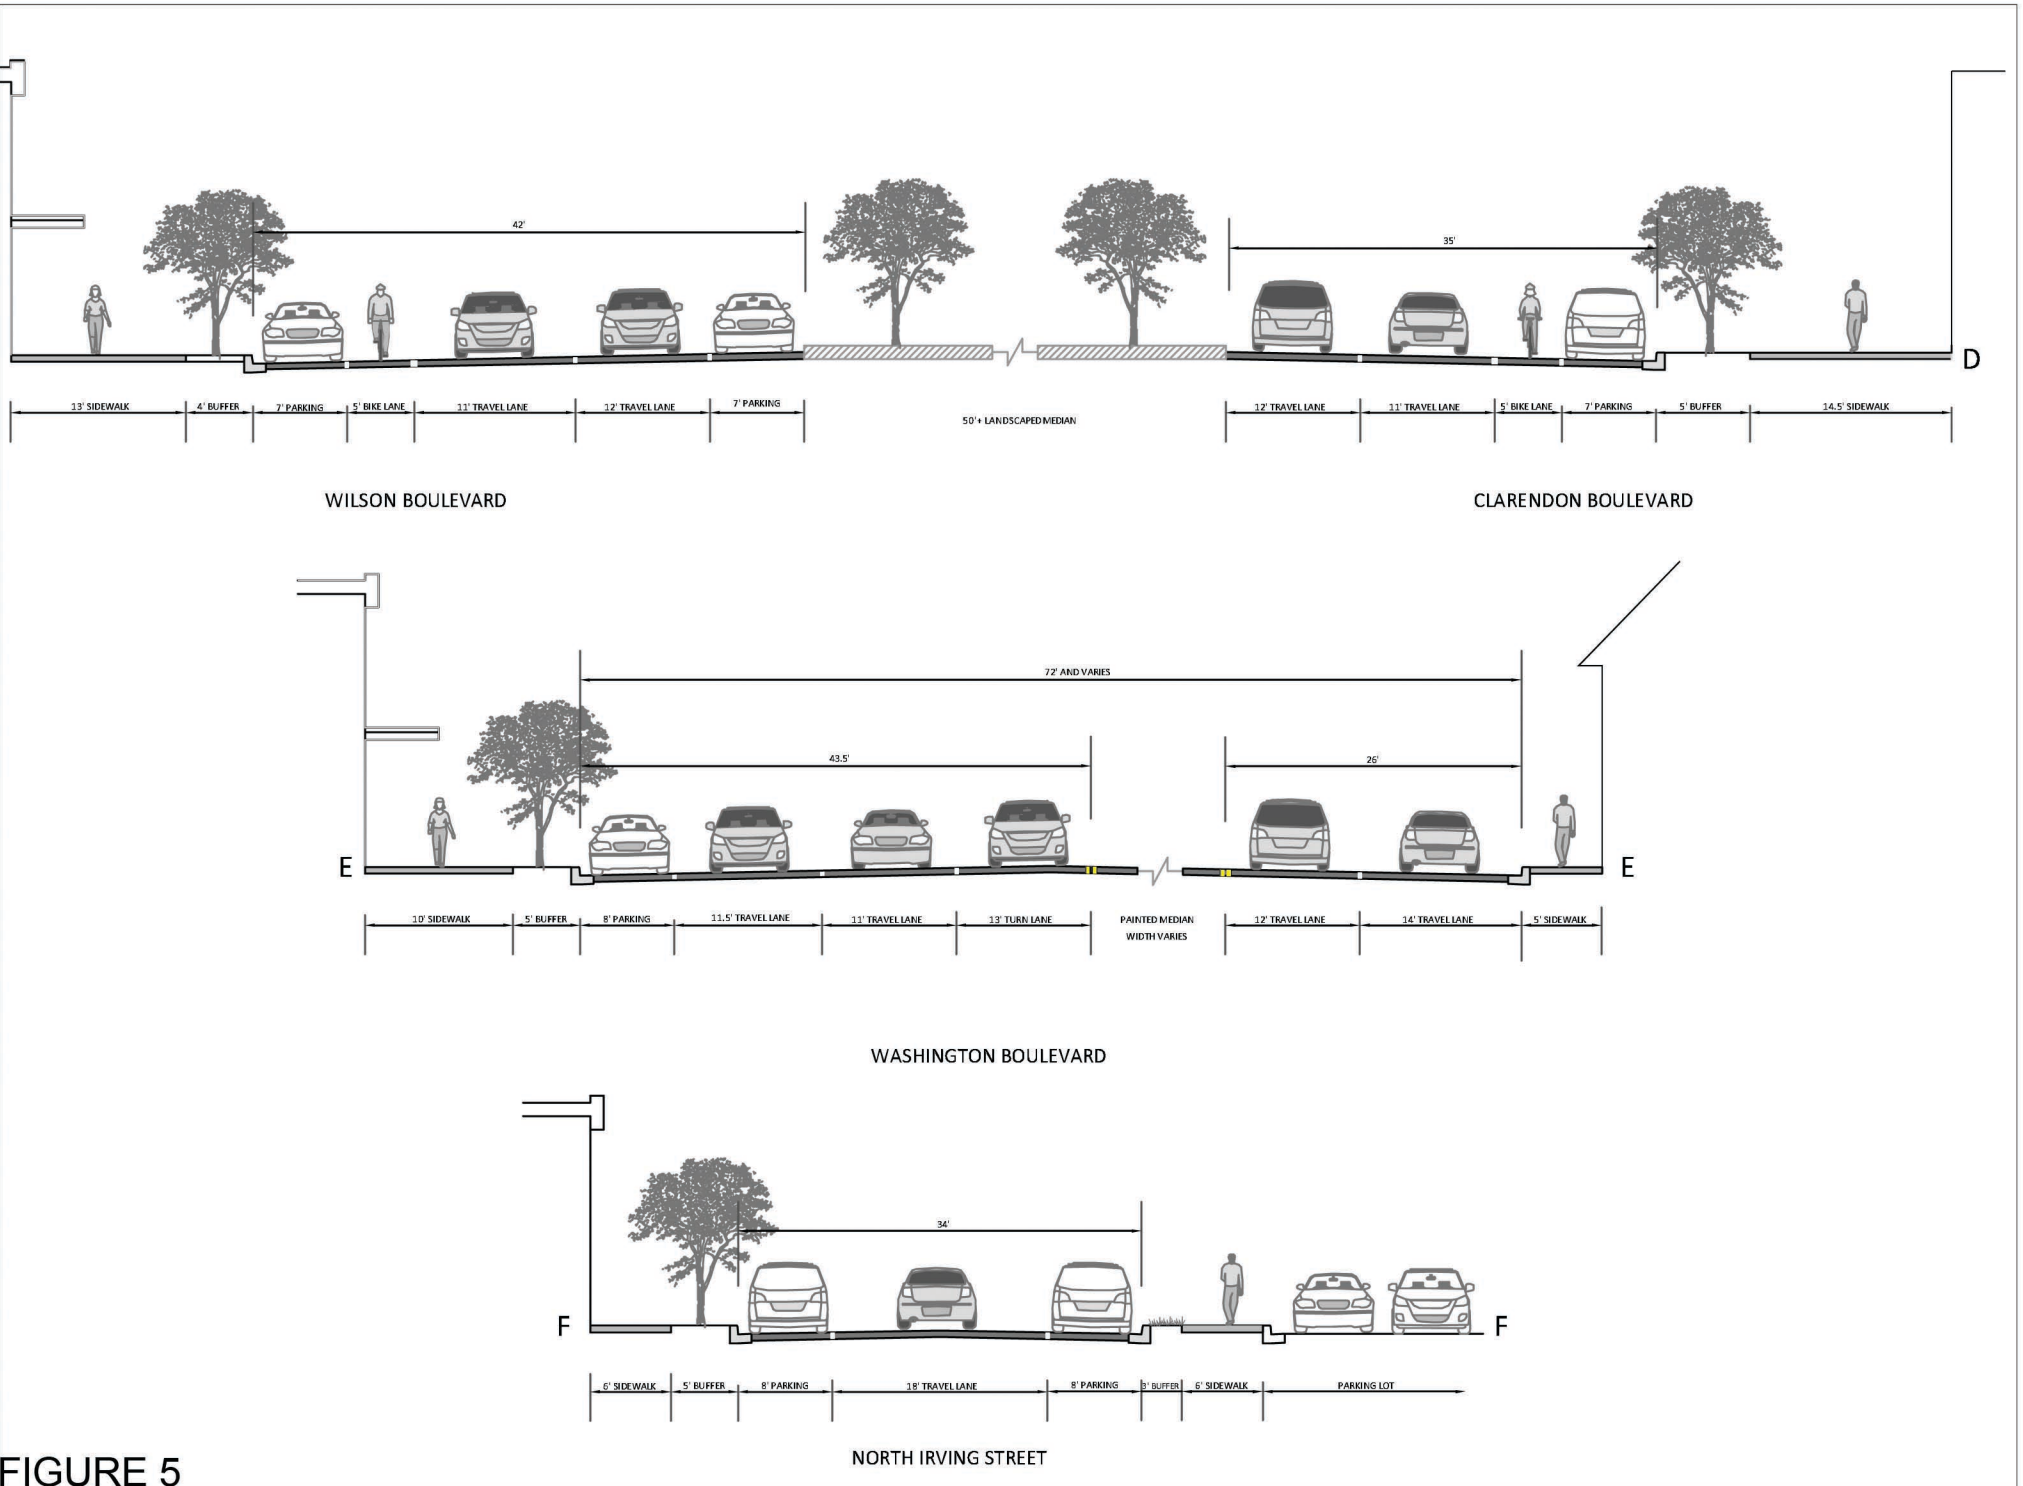 42'
35'
D
13' SIDEWALK
4' BUFFER
7' PARKING
5' BIKE LANE
11' TRAVEL LANE
12' TRAVEL LANE
7' PARKING
50'+ LANDSCAPED MEDIAN
12' TRAVEL LANE
11' TRAVEL LANE
5' BIKE LANE
7' PARKING
5' BUFFER
14.5' SIDEWALK
WILSON BOULEVARD
CLARENDON BOULEVARD
72' AND VARIES
43.5'
26'
E
E
10' SIDEWALK
5' BUFFER
8' PARKING
11.5' TRAVEL LANE
11' TRAVEL LANE
13' TURN LANE
PAINTED MEDIAN
WIDTH VARIES
12' TRAVEL LANE
14' TRAVEL LANE
5' SIDEWALK
WASHINGTON BOULEVARD
34'
F
F
6' SIDEWALK
5' BUFFER
8' PARKING
18' TRAVEL LANE
8' PARKING
3' BUFFER
6' SIDEWALK
PARKING LOT
NORTH IRVING STREET
FIGURE 5